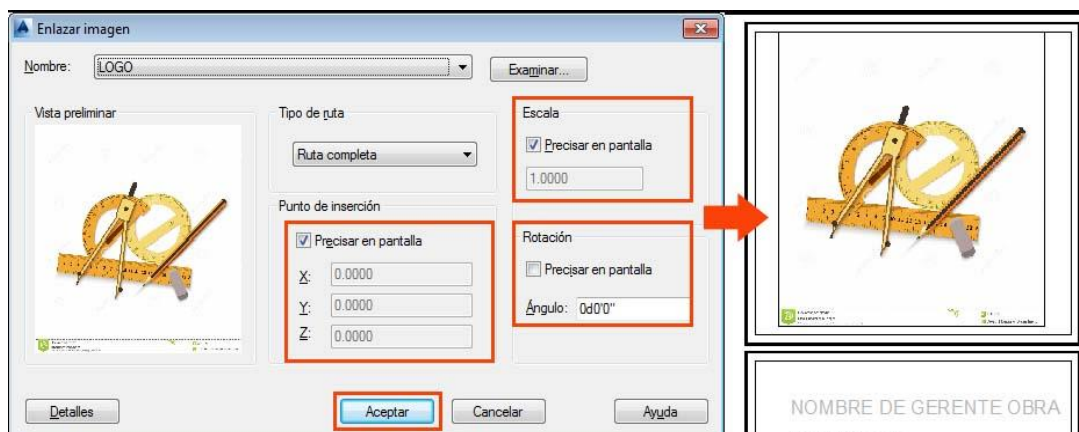 Enlazar imagen
Nombre: LOGO Examinar...
Vista preliminar
Tipo de ruta
Ruta completa
Punto de inserción
Precisar en pantalla
X: 0.0000
Y: 0.0000
Z: 0.0000
Escala
Precisar en pantalla
1.0000
Rotación
Precisar en pantalla
Ángulo: 0d0'0"
Detalles Aceptar Cancelar Ayuda
NOMBRE DE GERENTE OBRA